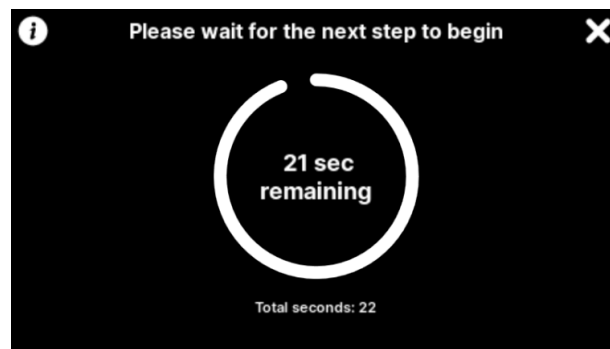 i
Please wait for the next step to begin
21 sec
remaining
Total seconds: 22